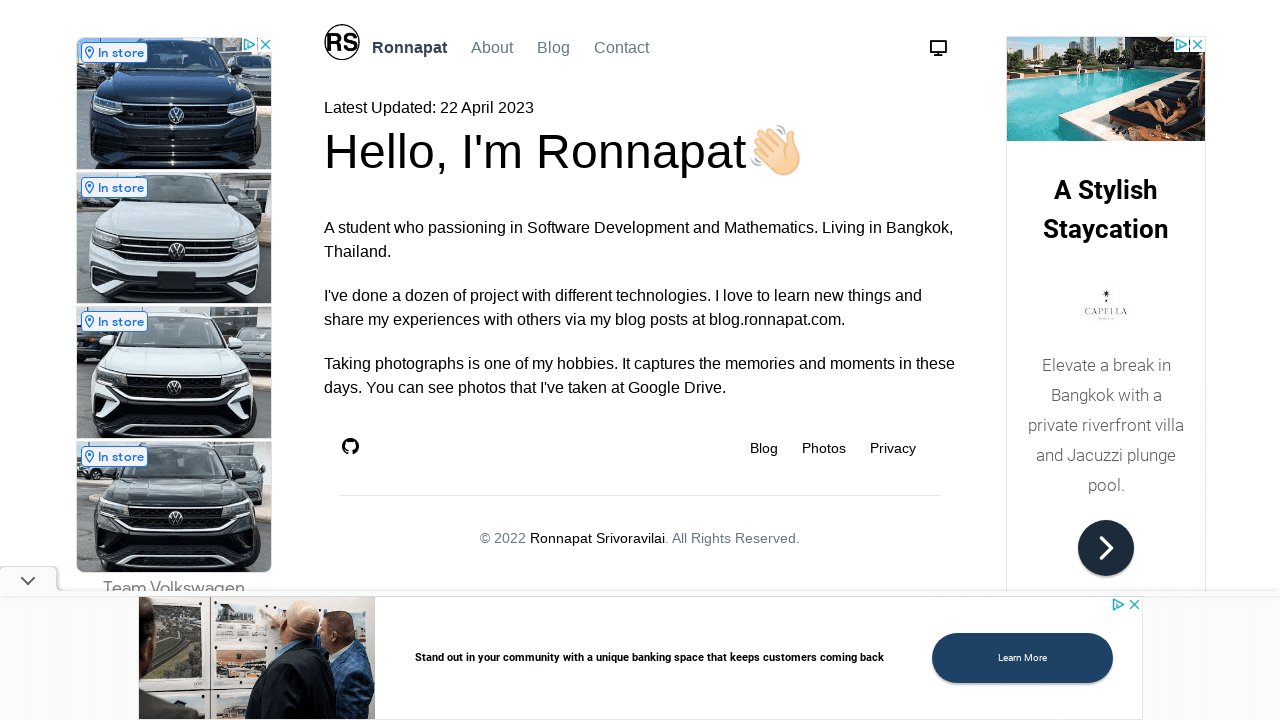 RS
Ronnapat About Blog Contact
Latest Updated: 22 April 2023
Hello, I'm Ronnapat👋
A student who passioning in Software Development and Mathematics. Living in Bangkok,
Thailand.
I've done a dozen of project with different technologies. I love to learn new things and
share my experiences with others via my blog posts at blog.ronnapat.com.
Taking photographs is one of my hobbies. It captures the memories and moments in these
days. You can see photos that I've taken at Google Drive.
Blog Photos Privacy
© 2022 Ronnapat Srivoravilai. All Rights Reserved.
In store
In store
In store
In store
Team Volkswagen
A Stylish
Staycation
CAPELLA
Elevate a break in
Bangkok with a
private riverfront villa
and Jacuzzi plunge
pool.
Stand out in your community with a unique banking space that keeps customers coming back
Learn More